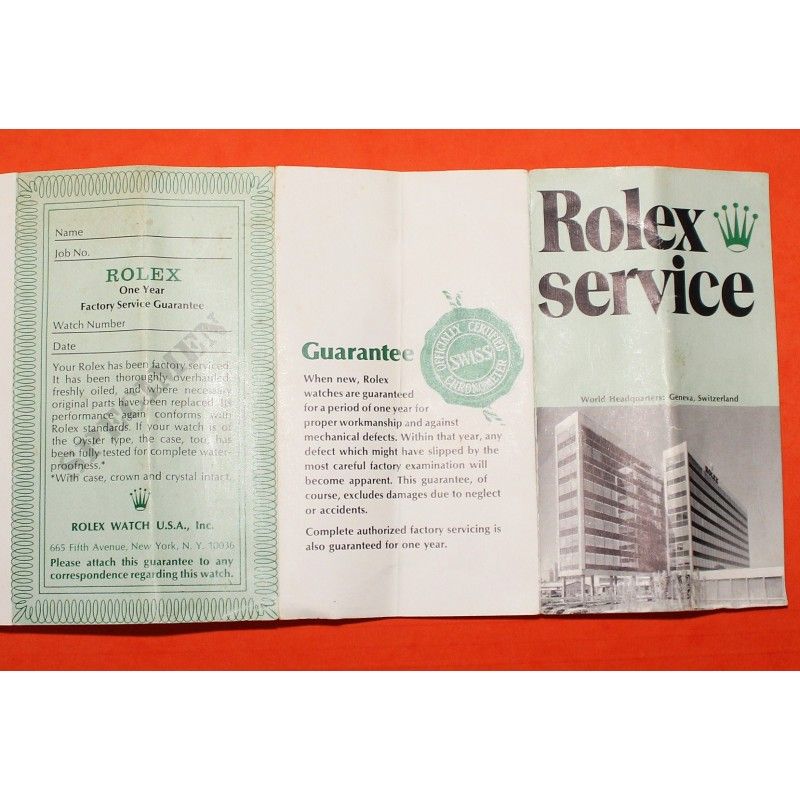 Name
Job No.
ROLEX
One Year
Factory Service Guarantee
Watch Number
Date
Your Rolex has been factory serviced.
It has been thoroughly overhauled,
freshly oiled, and where necessary
original parts have been replaced. Its
performance again conforms with
Rolex standards. If your watch is of
the Oyster type, the case, too, has
been fully tested for complete water-
proofness.*
*With case, crown and crystal intact.
ROLEX WATCH U.S.A., Inc.
665 Fifth Avenue, New York, N. Y. 10036
Please attach this guarantee to any
correspondence regarding this watch.
SPECIMEN
Guarantee
OFFICIALLY CERTIFIED
SWISS
CHRONOMETER
When new, Rolex
watches are guaranteed
for a period of one year for
proper workmanship and against
mechanical defects. Within that year, any
defect which might have slipped by the
most careful factory examination will
become apparent. This guarantee, of
course, excludes damages due to neglect
or accidents.
Complete authorized factory servicing is
also guaranteed for one year.
Rolex
service
World Headquarters: Geneva, Switzerland
ROLEX